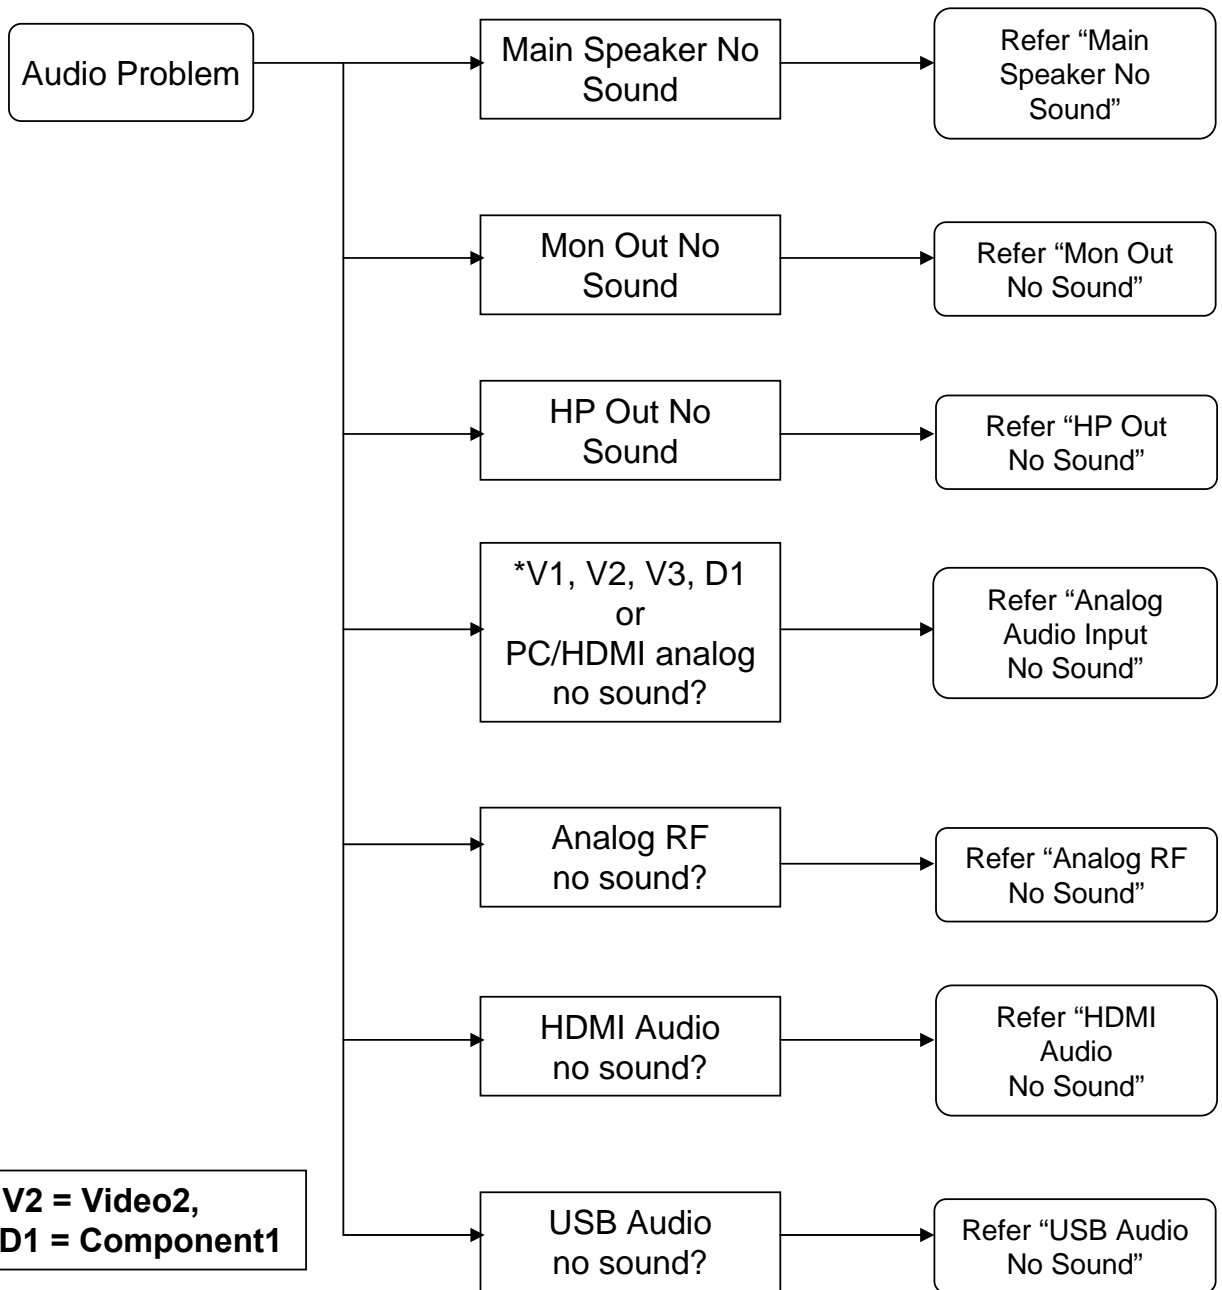 Audio Problem
Main Speaker No
Sound
Refer “Main
Speaker No
Sound”
Mon Out No
Sound
Refer “Mon Out
No Sound”
HP Out No
Sound
Refer “HP Out
No Sound”
*V1, V2, V3, D1
or
PC/HDMI analog
no sound?
Refer “Analog
Audio Input
No Sound”
Analog RF
no sound?
Refer “Analog RF
No Sound”
HDMI Audio
no sound?
Refer “HDMI
Audio
No Sound”
USB Audio
no sound?
Refer “USB Audio
No Sound”
V2 = Video2,
D1 = Component1